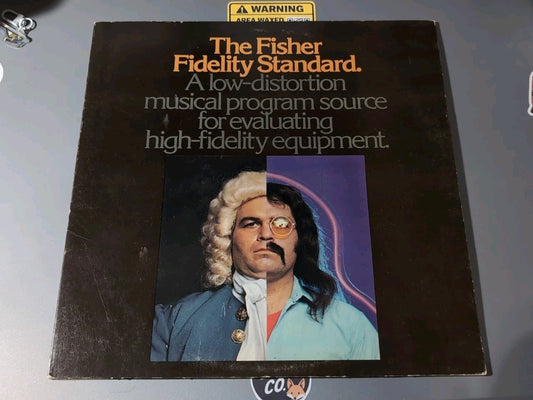 WARNING
AREA WAXED
The Fisher
Fidelity Standard.
A low-distortion
musical program source
for evaluating
high-fidelity equipment.
CO.